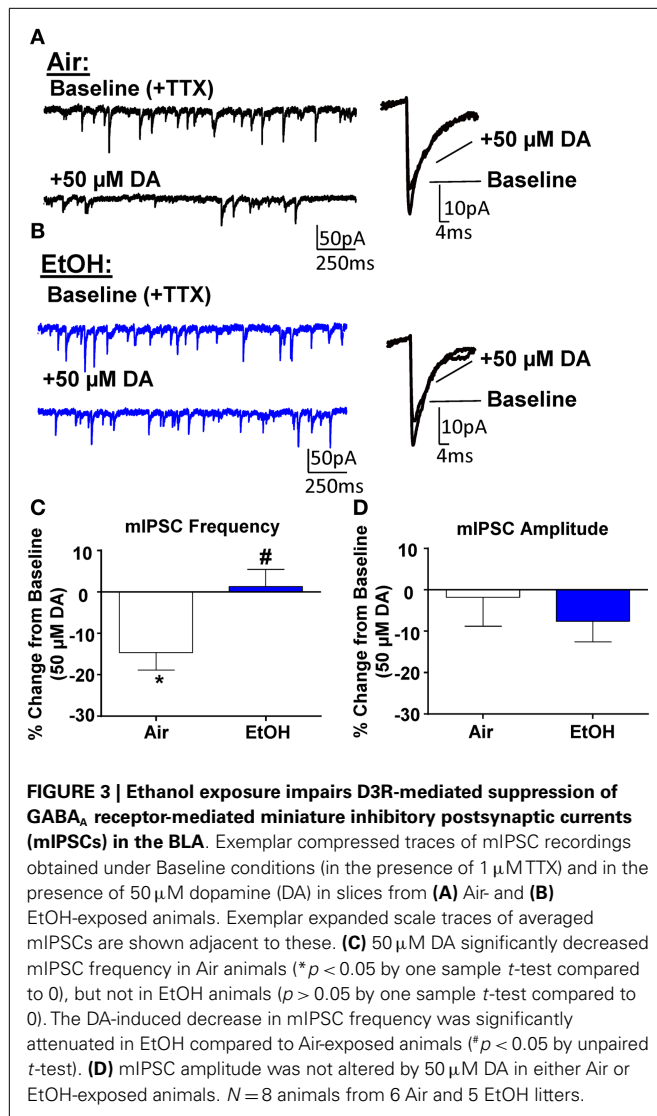 A
Air:
Baseline (+TTX)
+50 µM DA
50pA
250ms
+50 µM DA
Baseline
10pA
4ms
B
EtOH:
Baseline (+TTX)
+50 µM DA
50pA
250ms
+50 µM DA
Baseline
10pA
4ms
C
mIPSC Frequency
% Change from Baseline
(50 µM DA)
10
0
-10
-20
-30
#
*
Air
EtOH
D
mIPSC Amplitude
% Change from Baseline
(50 µM DA)
10
0
-10
-20
-30
Air
EtOH
FIGURE 3 | Ethanol exposure impairs D3R-mediated suppression of
GABAA receptor-mediated miniature inhibitory postsynaptic currents
(mIPSCs) in the BLA. Exemplar compressed traces of mIPSC recordings
obtained under Baseline conditions (in the presence of 1 µM TTX) and in the
presence of 50 µM dopamine (DA) in slices from (A) Air- and (B)
EtOH-exposed animals. Exemplar expanded scale traces of averaged
mIPSCs are shown adjacent to these. (C) 50 µM DA significantly decreased
mIPSC frequency in Air animals (*p < 0.05 by one sample t-test compared
to 0), but not in EtOH animals (p > 0.05 by one sample t-test compared to
0). The DA-induced decrease in mIPSC frequency was significantly
attenuated in EtOH compared to Air-exposed animals (#p < 0.05 by unpaired
t-test). (D) mIPSC amplitude was not altered by 50 µM DA in either Air or
EtOH-exposed animals. N = 8 animals from 6 Air and 5 EtOH litters.